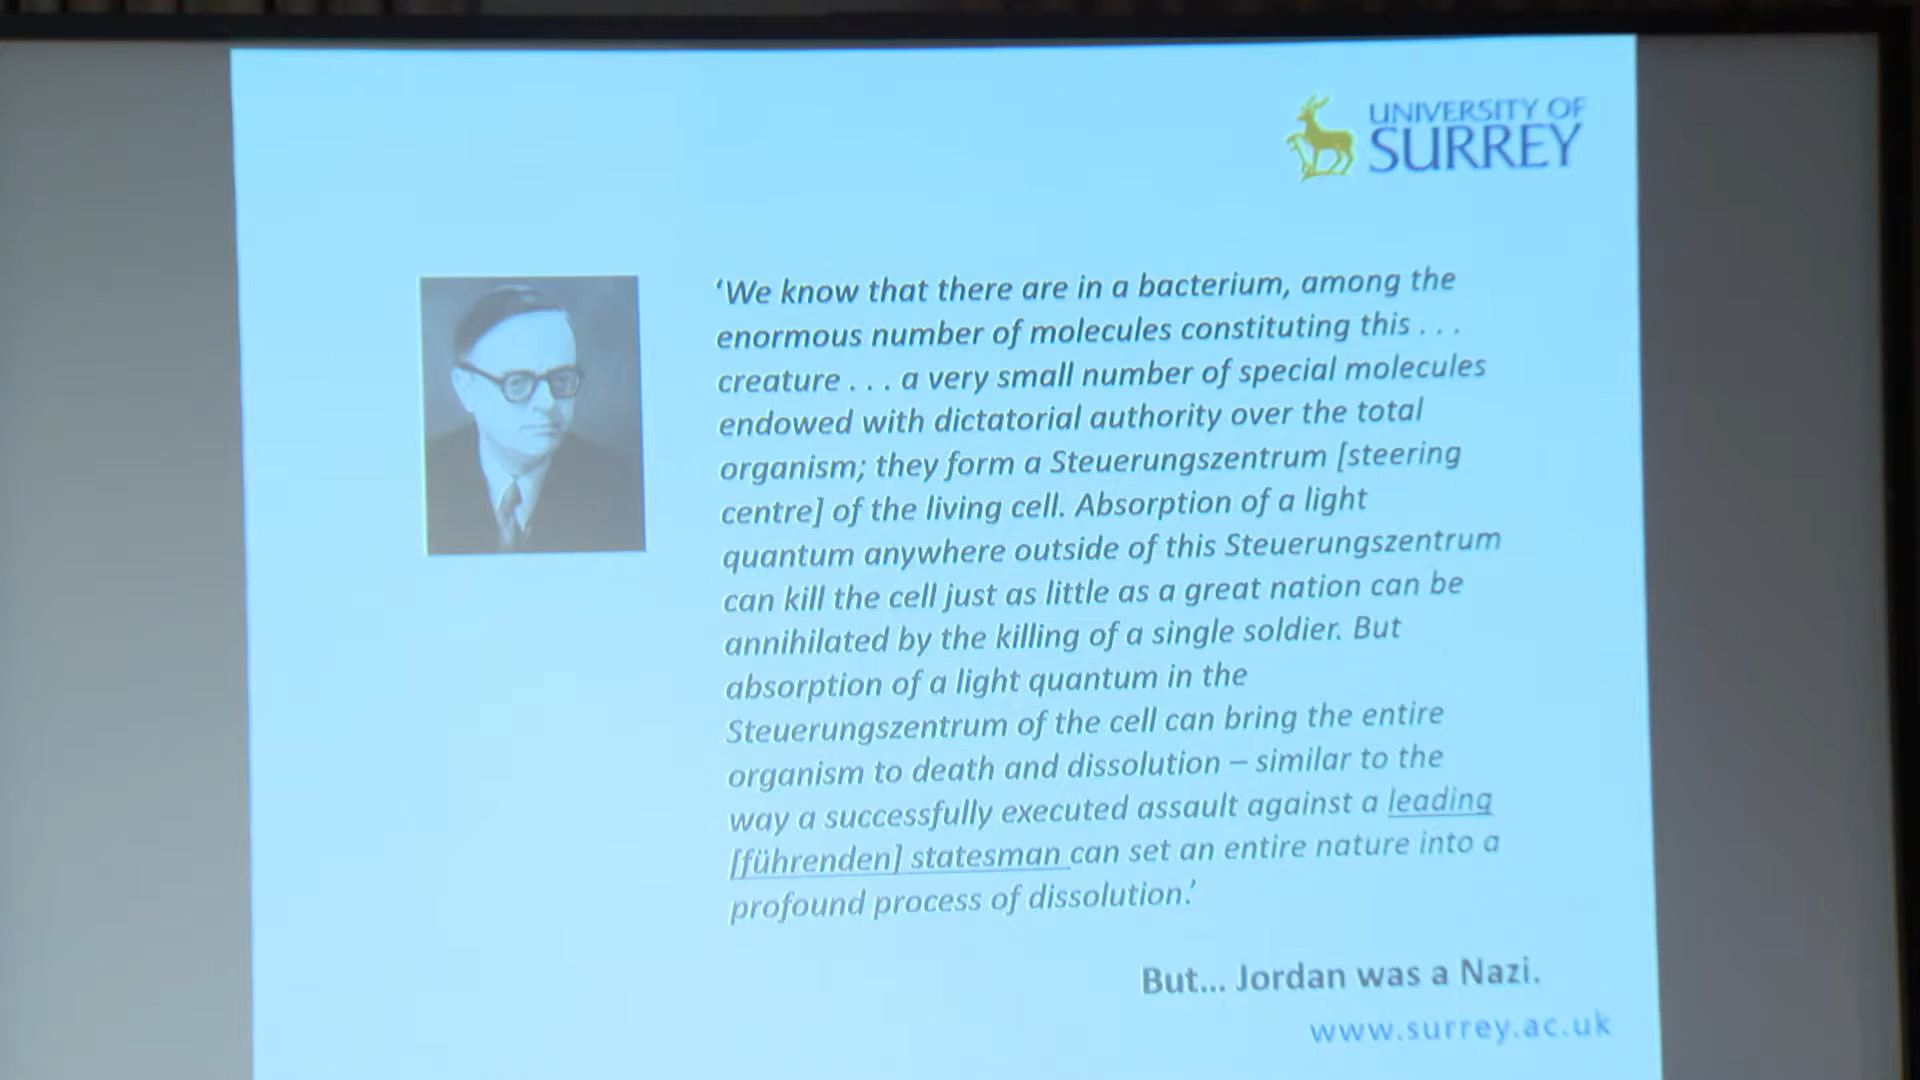 UNIVERSITY OF
SURREY
‘We know that there are in a bacterium, among the
enormous number of molecules constituting this . . .
creature . . . a very small number of special molecules
endowed with dictatorial authority over the total
organism; they form a Steuerungszentrum [steering
centre] of the living cell. Absorption of a light
quantum anywhere outside of this Steuerungszentrum
can kill the cell just as little as a great nation can be
annihilated by the killing of a single soldier. But
absorption of a light quantum in the
Steuerungszentrum of the cell can bring the entire
organism to death and dissolution – similar to the
way a successfully executed assault against a leading
[führenden] statesman can set an entire nature into a
profound process of dissolution.’
But... Jordan was a Nazi.
www.surrey.ac.uk